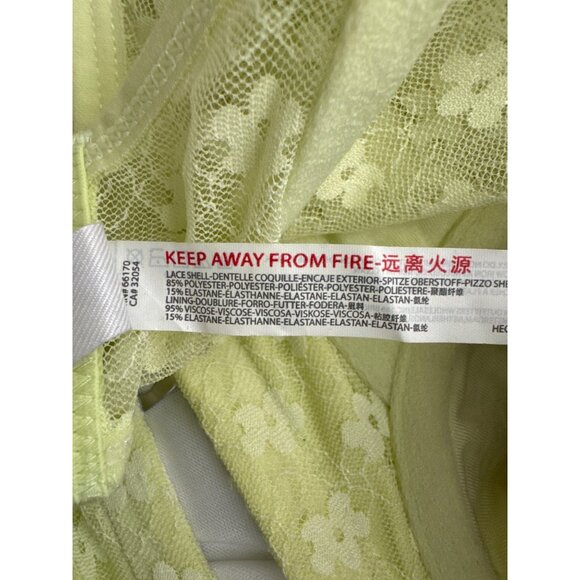 KEEP AWAY FROM FIRE-远离火源
LACE SHELL-DENTELLE COQUILLE-ENCAJE EXTERIOR-SPITZE OBERSTOFF-PIZZO SHE
85% POLYESTER-POLYESTER-POLIÉSTER-POLYESTER-POLIESTERE-聚酯纤维
15% ELASTANE-ÉLASTHANNE-ELASTANE-ELASTAN-ELASTAN-氨纶
LINING-DOUBLURE-FORRO-FUTTER-FODERA-里料
95% VISCOSE-VISCOSE-VISCOSA-VISKOSE-VISCOSA-粘胶纤维
15% ELASTANE-ÉLASTHANNE-ELASTANE-ELASTAN-ELASTAN-氨纶
HEC
66170
CA# 32054